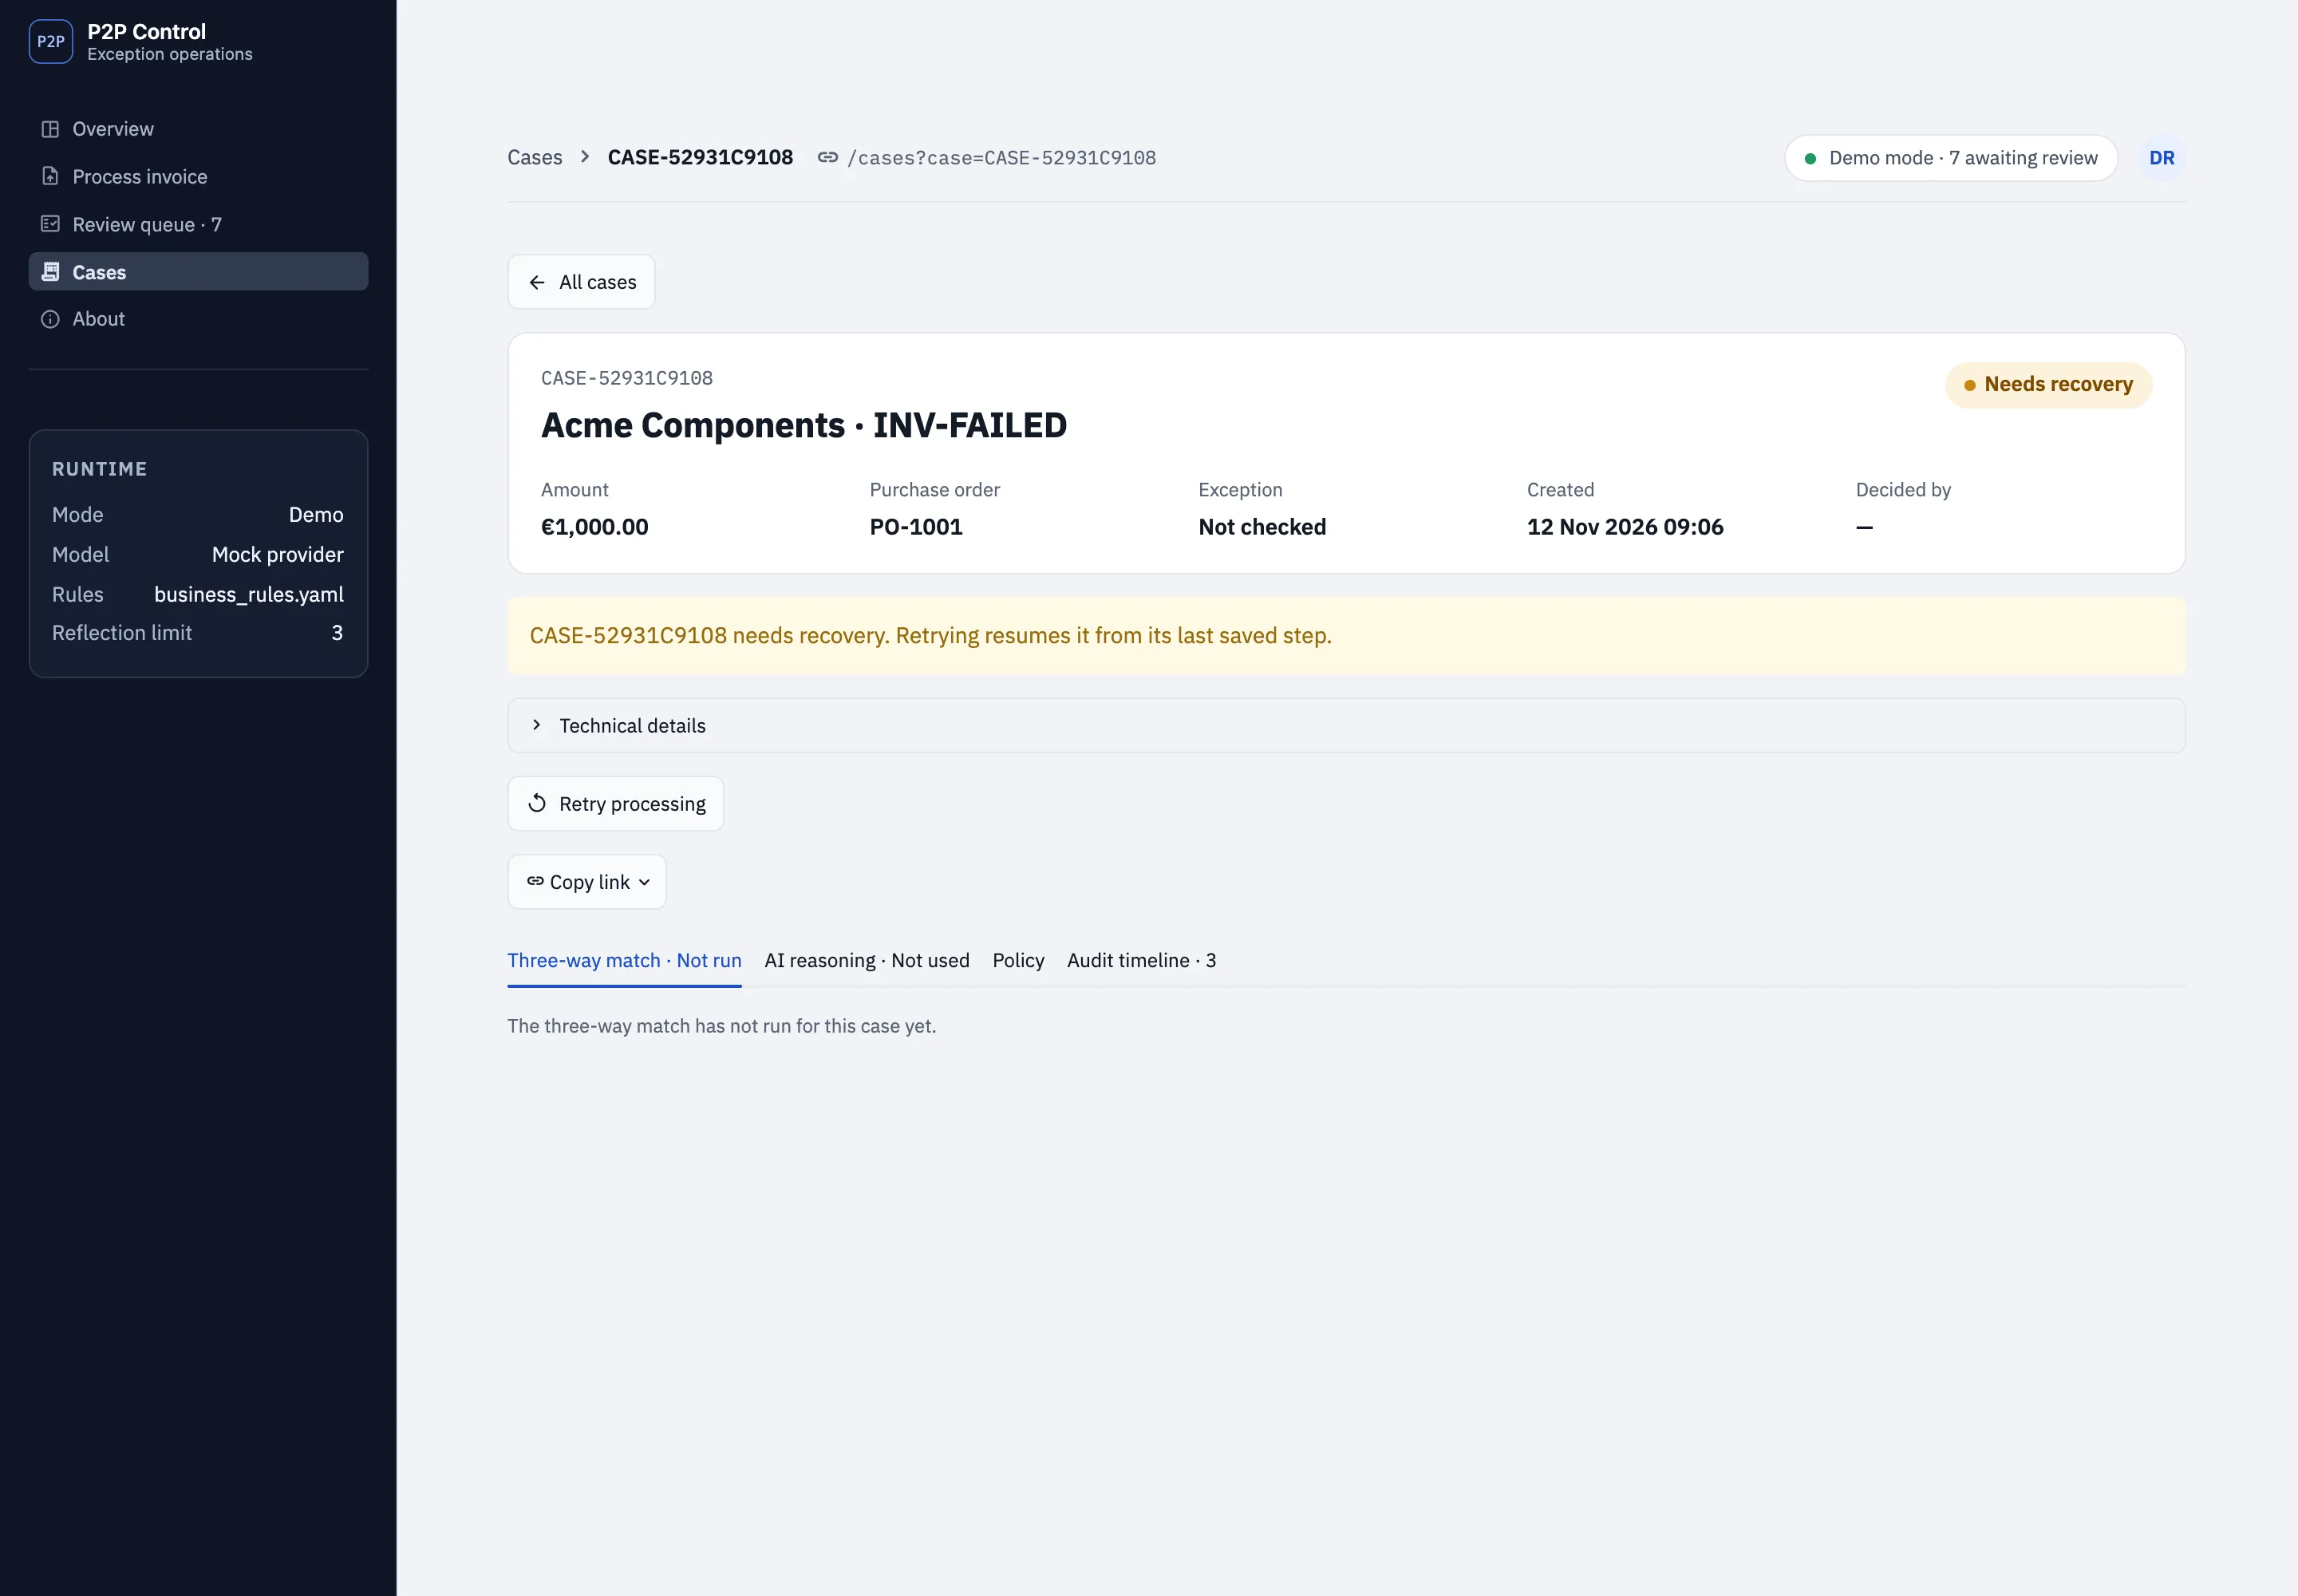 P2P
P2P Control
Exception operations
Overview
Process invoice
Review queue · 7
Cases
About
RUNTIME
Mode Demo
Model Mock provider
Rules business_rules.yaml
Reflection limit 3
Cases > CASE-52931C9108 /cases?case=CASE-52931C9108
Demo mode · 7 awaiting review
DR
All cases
CASE-52931C9108
Needs recovery
Acme Components · INV-FAILED
Amount Purchase order Exception Created Decided by
€1,000.00 PO-1001 Not checked 12 Nov 2026 09:06 —
CASE-52931C9108 needs recovery. Retrying resumes it from its last saved step.
Technical details
Retry processing
Copy link
Three-way match · Not run AI reasoning · Not used Policy Audit timeline · 3
The three-way match has not run for this case yet.